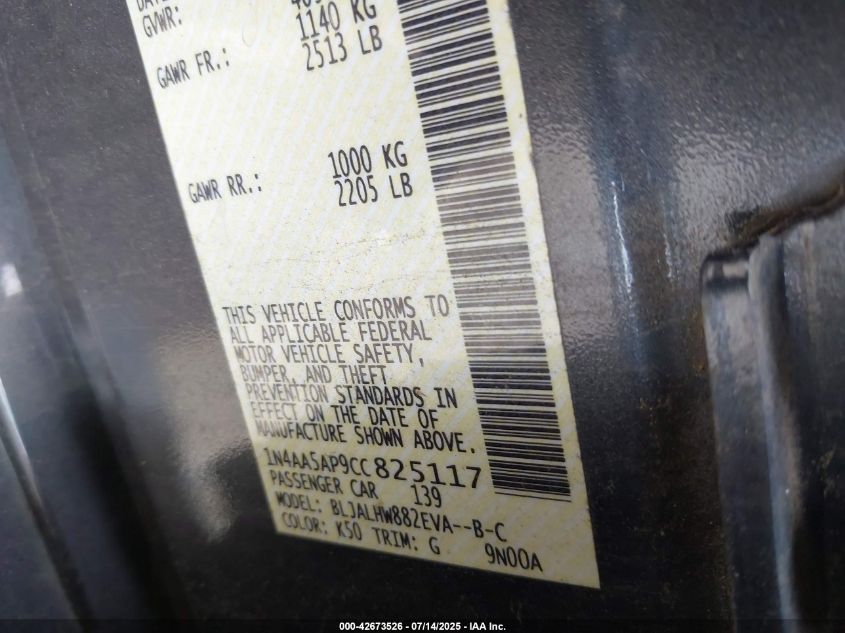 GVWR:
1140 KG
GAWR FR.: 2513 LB
1000 KG
GAWR RR.: 2205 LB
THIS VEHICLE CONFORMS TO
ALL APPLICABLE FEDERAL
MOTOR VEHICLE SAFETY,
BUMPER, AND THEFT
PREVENTION STANDARDS IN
EFFECT ON THE DATE OF
MANUFACTURE SHOWN ABOVE.
1N4AA5AP9CC825117
PASSENGER CAR 139
MODEL: BLJALHW882EVA--B-C
COLOR: K50 TRIM: G 9N00A
000-42673526 - 07/14/2025 - IAA Inc.